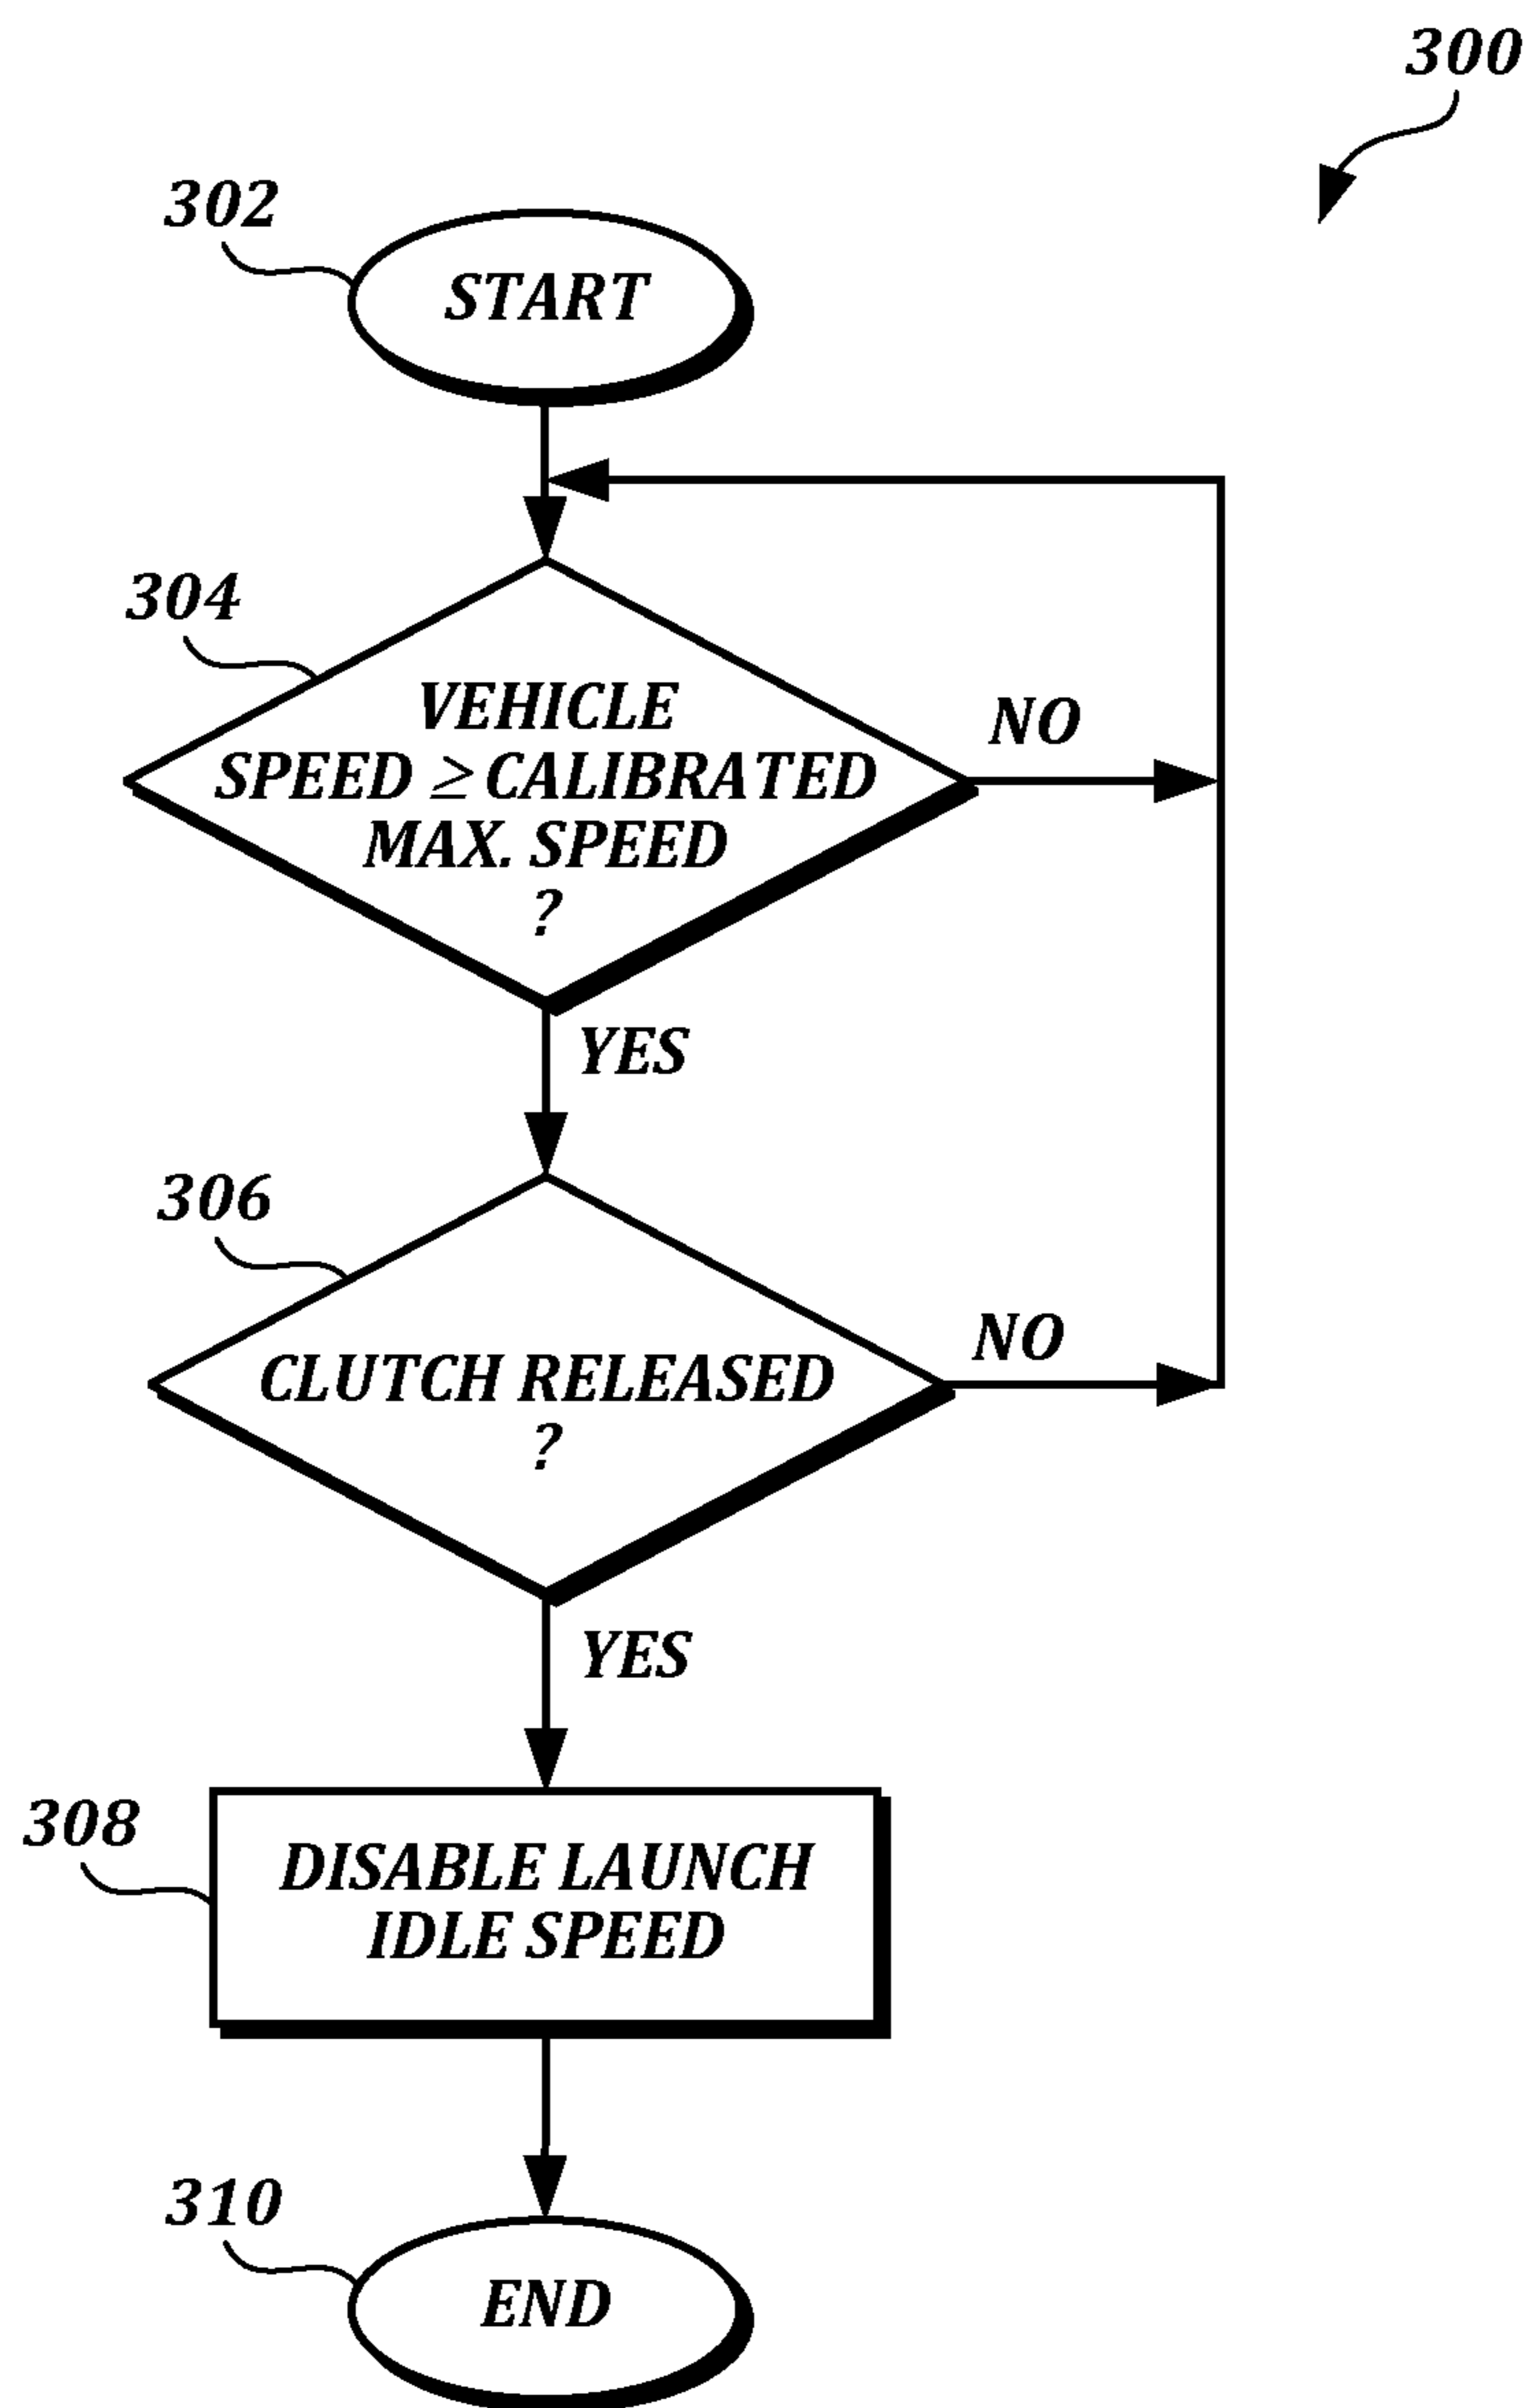 300
302
START
304
VEHICLE
SPEED ≥ CALIBRATED
MAX. SPEED
?
NO
YES
306
CLUTCH RELEASED
?
NO
YES
308
DISABLE LAUNCH
IDLE SPEED
310
END